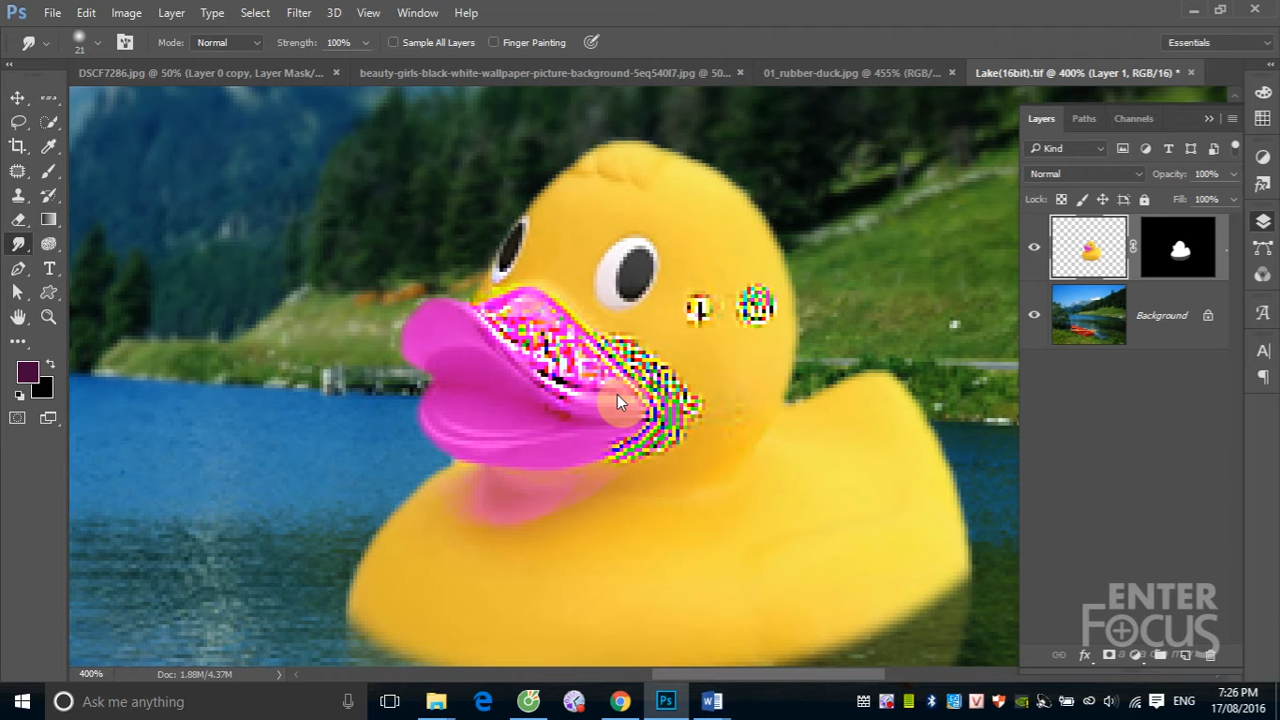 Ps File Edit Image Layer Type Select Filter 3D View Window Help
21 Mode: Normal Strength: 100% Sample All Layers Finger Painting Essentials
DSCF7286.jpg @ 50% (Layer 0 copy, Layer Mask/... × beauty-girls-black-white-wallpaper-picture-background-5eq540l7.jpg @ 50... × 01_rubber-duck.jpg @ 455% (RGB/... × Lake(16bit).tif @ 400% (Layer 1, RGB/16) * ×
Layers Paths Channels
Kind
Normal Opacity: 100%
Lock: Fill: 100%
Background
ENTER
FOCUS
academy
400% Doc: 1.88M/4.37M
Ask me anything
ENG
7:26 PM
17/08/2016